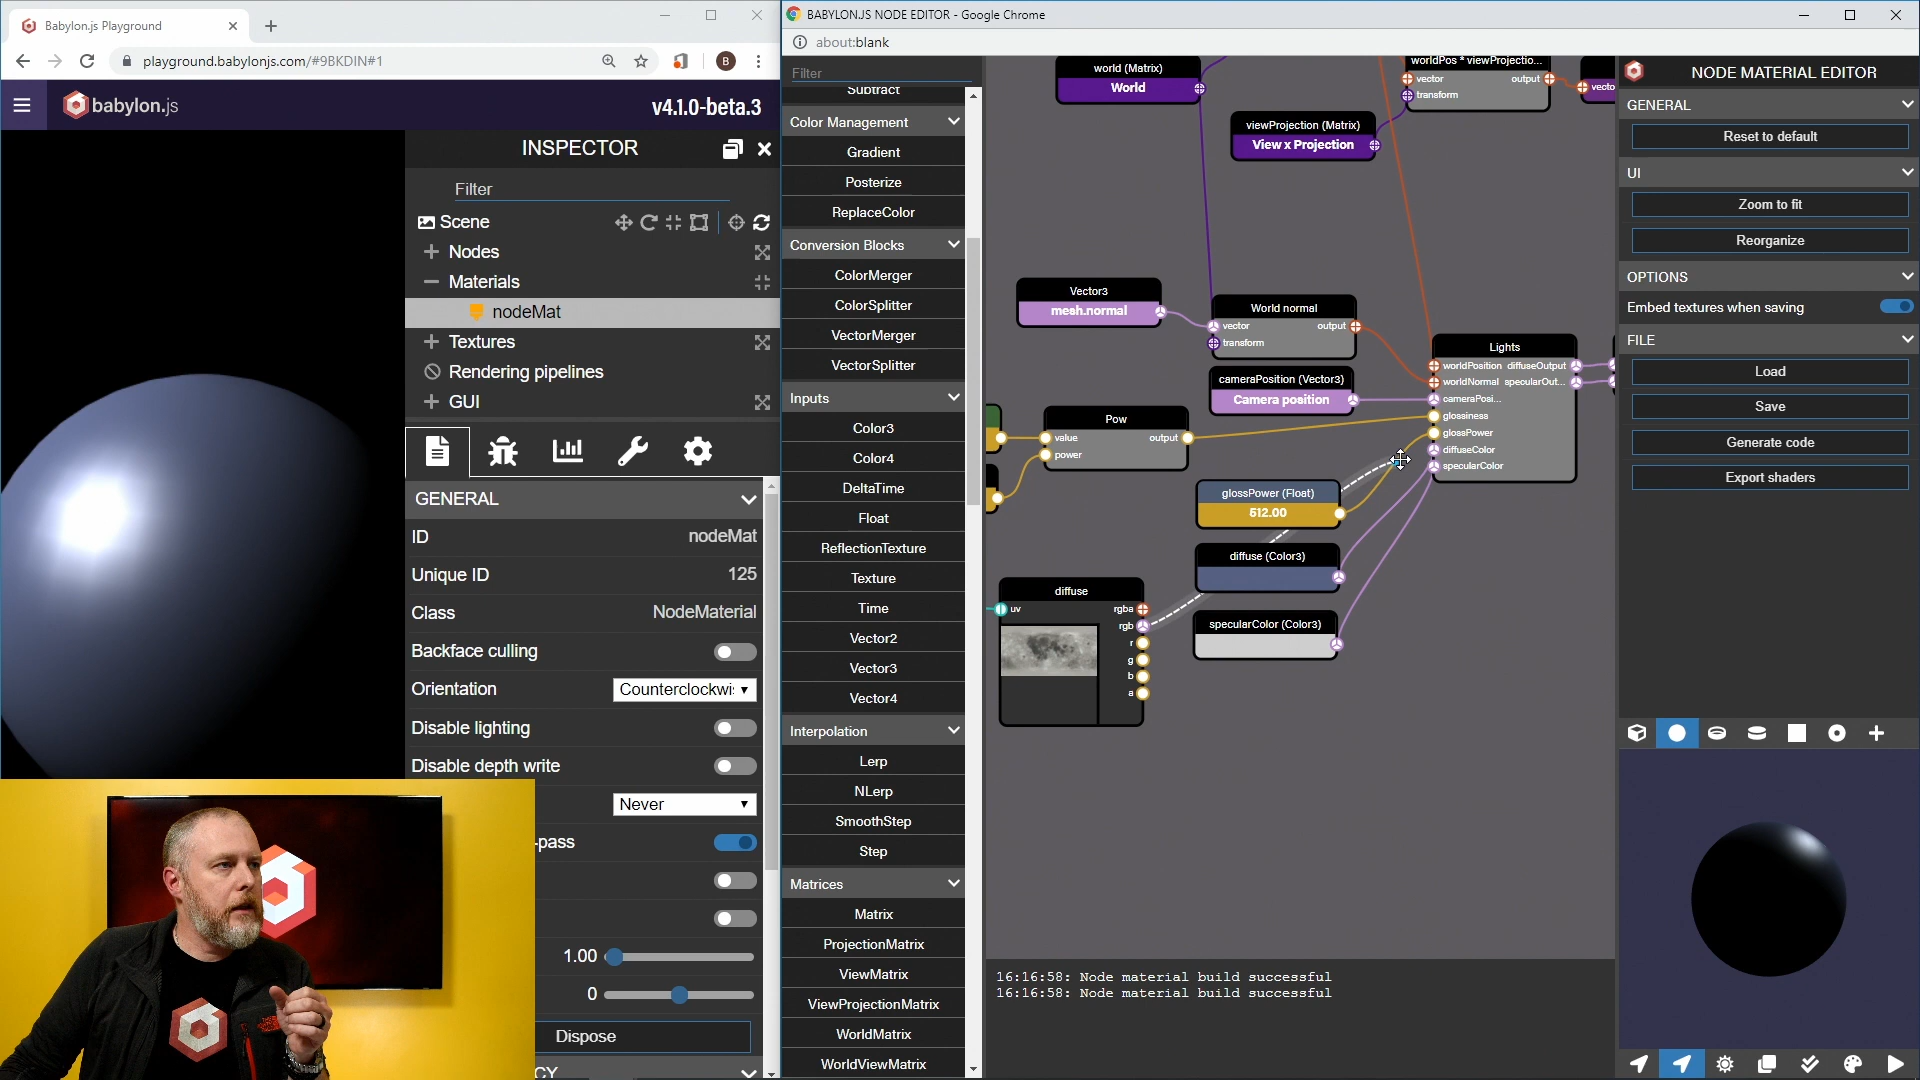 Babylon.js Playground
playground.babylonjs.com/#9BKDIN#1
B
babylon.js
v4.1.0-beta.3
INSPECTOR
Filter
Scene
Nodes
Materials
nodeMat
Textures
Rendering pipelines
GUI
GENERAL
ID
nodeMat
Unique ID
125
Class
NodeMaterial
Backface culling
Orientation
Counterclockwi
Disable lighting
Disable depth write
Never
-pass
1.00
0
Dispose
CY
BABYLON.JS NODE EDITOR - Google Chrome
about:blank
Filter
Subtract
Color Management
Gradient
Posterize
ReplaceColor
Conversion Blocks
ColorMerger
ColorSplitter
VectorMerger
VectorSplitter
Inputs
Color3
Color4
DeltaTime
Float
ReflectionTexture
Texture
Time
Vector2
Vector3
Vector4
Interpolation
Lerp
NLerp
SmoothStep
Step
Matrices
Matrix
ProjectionMatrix
ViewMatrix
ViewProjectionMatrix
WorldMatrix
WorldViewMatrix
world (Matrix)
World
worldPos * viewProjectio...
vector
output
transform
vecto
viewProjection (Matrix)
View x Projection
Vector3
mesh.normal
World normal
vector
output
transform
cameraPosition (Vector3)
Camera position
Lights
worldPosition
diffuseOutput
worldNormal
specularOut...
cameraPosi...
glossiness
glossPower
diffuseColor
specularColor
Pow
value
output
power
glossPower (Float)
512.00
diffuse (Color3)
specularColor (Color3)
diffuse
uv
rgba
rgb
r
g
b
a
16:16:58: Node material build successful
16:16:58: Node material build successful
NODE MATERIAL EDITOR
GENERAL
Reset to default
UI
Zoom to fit
Reorganize
OPTIONS
Embed textures when saving
FILE
Load
Save
Generate code
Export shaders